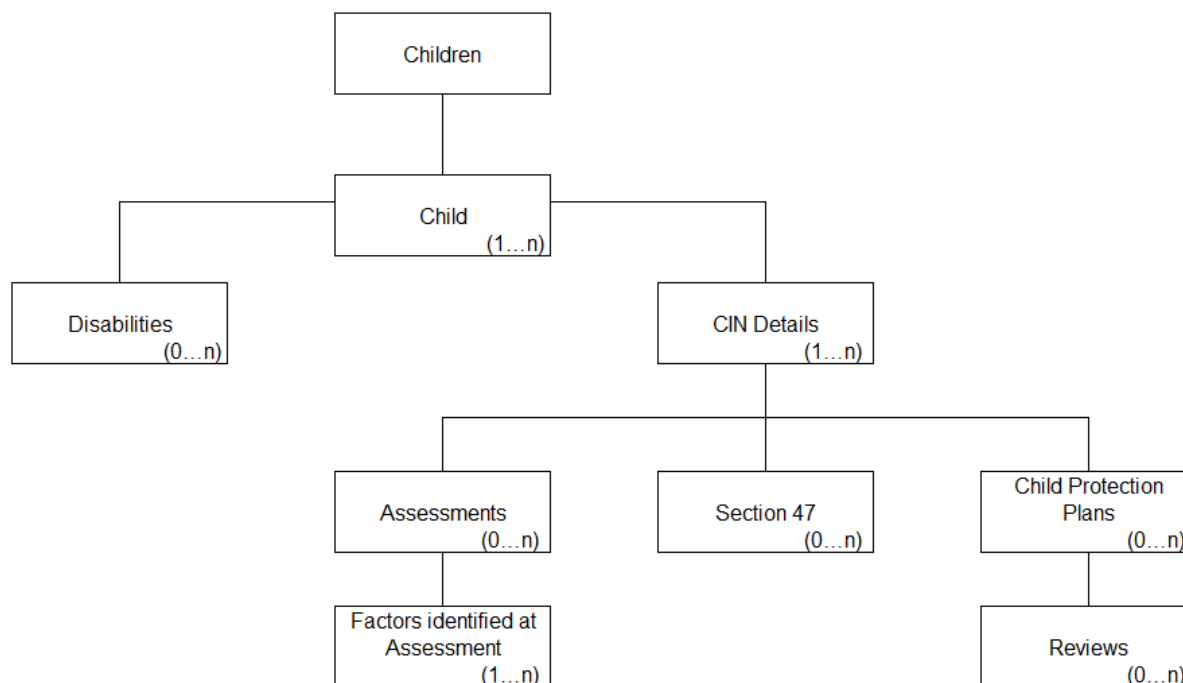 Children
Child
(1...n)
Disabilities
(0...n)
CIN Details
(1...n)
Assessments
(0...n)
Section 47
(0...n)
Child Protection
Plans
(0...n)
Factors identified at
Assessment
(1...n)
Reviews
(0...n)